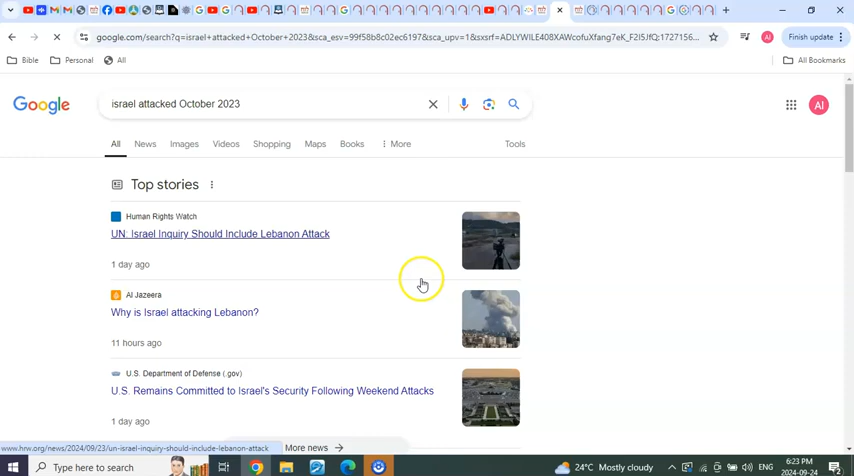 google.com/search?q=israel+attacked+October+2023&sca_esv=99f58b8c02ec6197&sca_upv=1&sxsrf=ADLYWILE408XAWcofuXfang7eK_F2I5JfQ:1727156...
Finish update
Bible
Personal
All
All Bookmarks
Google
israel attacked October 2023
AI
All
News
Images
Videos
Shopping
Maps
Books
More
Tools
Top stories
Human Rights Watch
UN: Israel Inquiry Should Include Lebanon Attack
1 day ago
Al Jazeera
Why is Israel attacking Lebanon?
11 hours ago
U.S. Department of Defense (.gov)
U.S. Remains Committed to Israel's Security Following Weekend Attacks
1 day ago
www.hrw.org/news/2024/09/23/un-israel-inquiry-should-include-lebanon-attack
More news
Type here to search
24°C Mostly cloudy
ENG
6:23 PM
2024-09-24